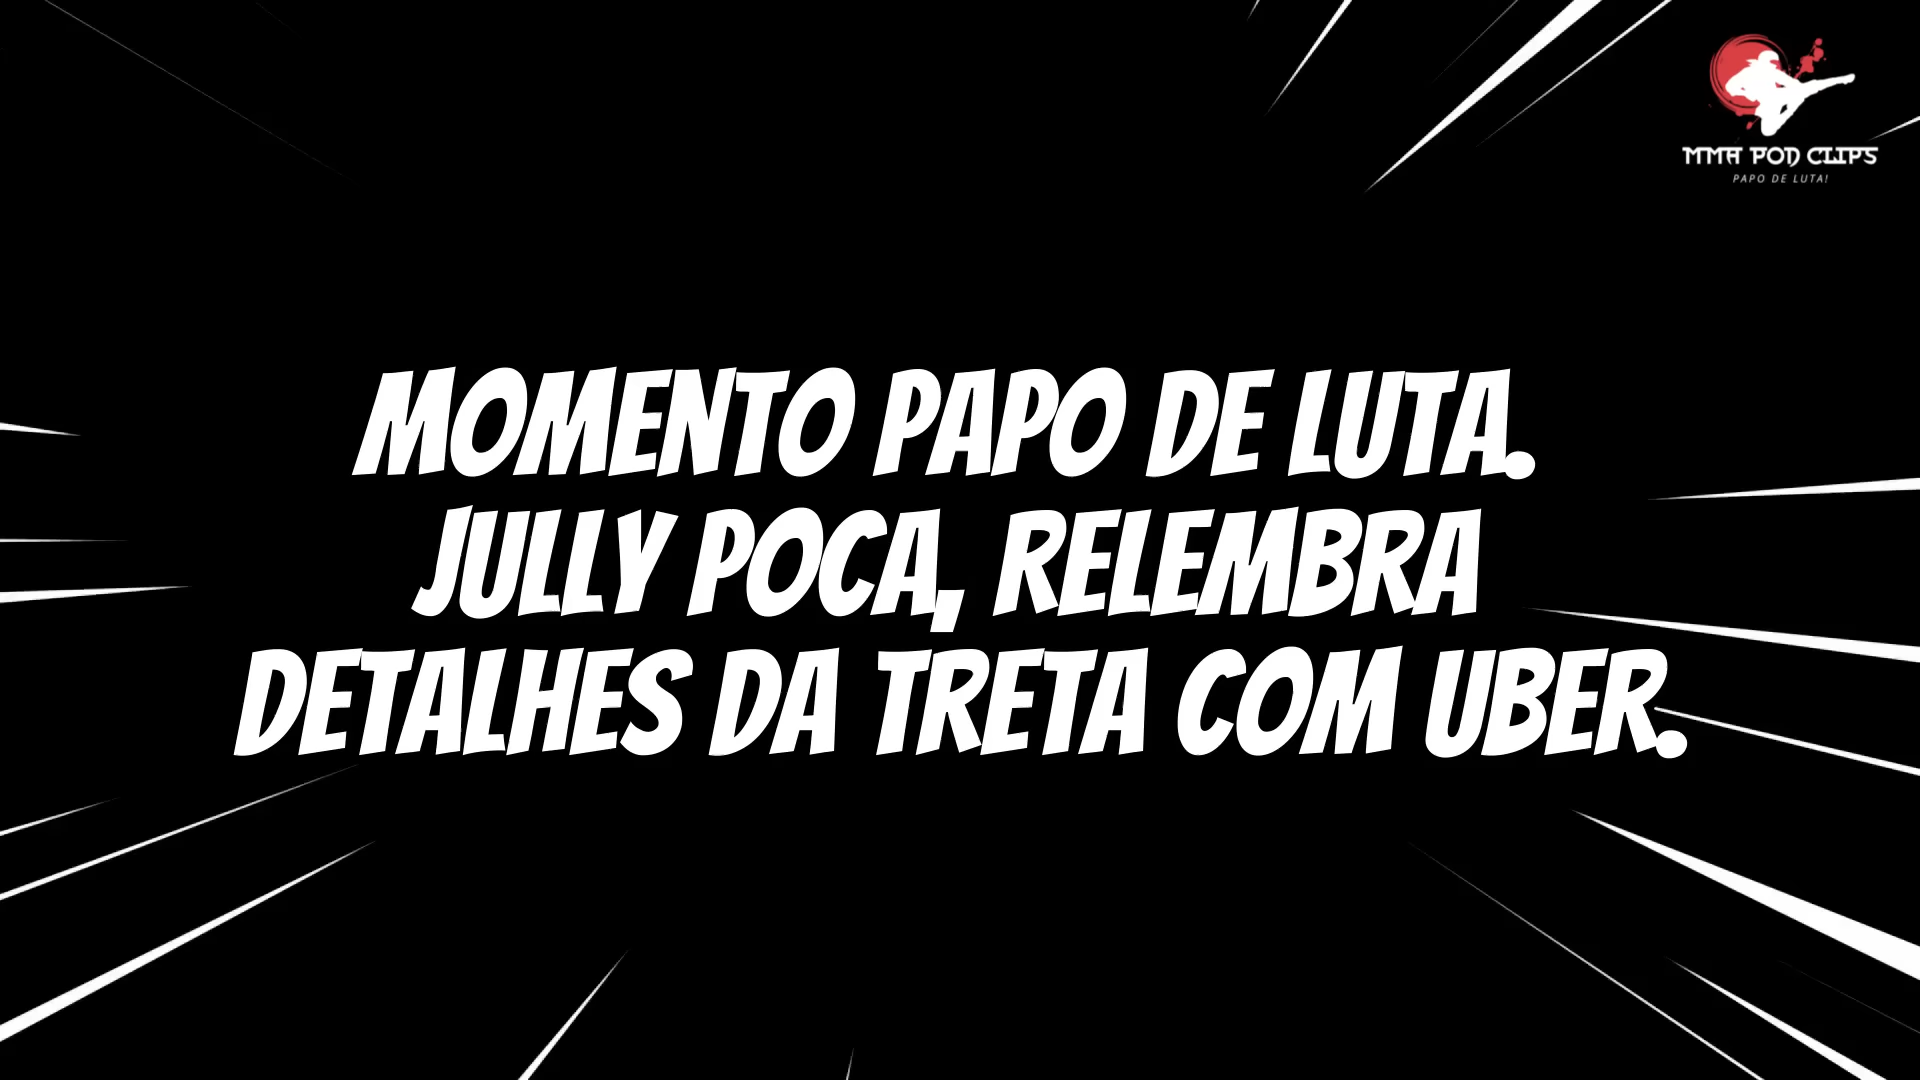 MMA POD CLIPS
PAPO DE LUTA!
MOMENTO PAPO DE LUTA.
JULLY POCA, RELEMBRA
DETALHES DA TRETA COM UBER.